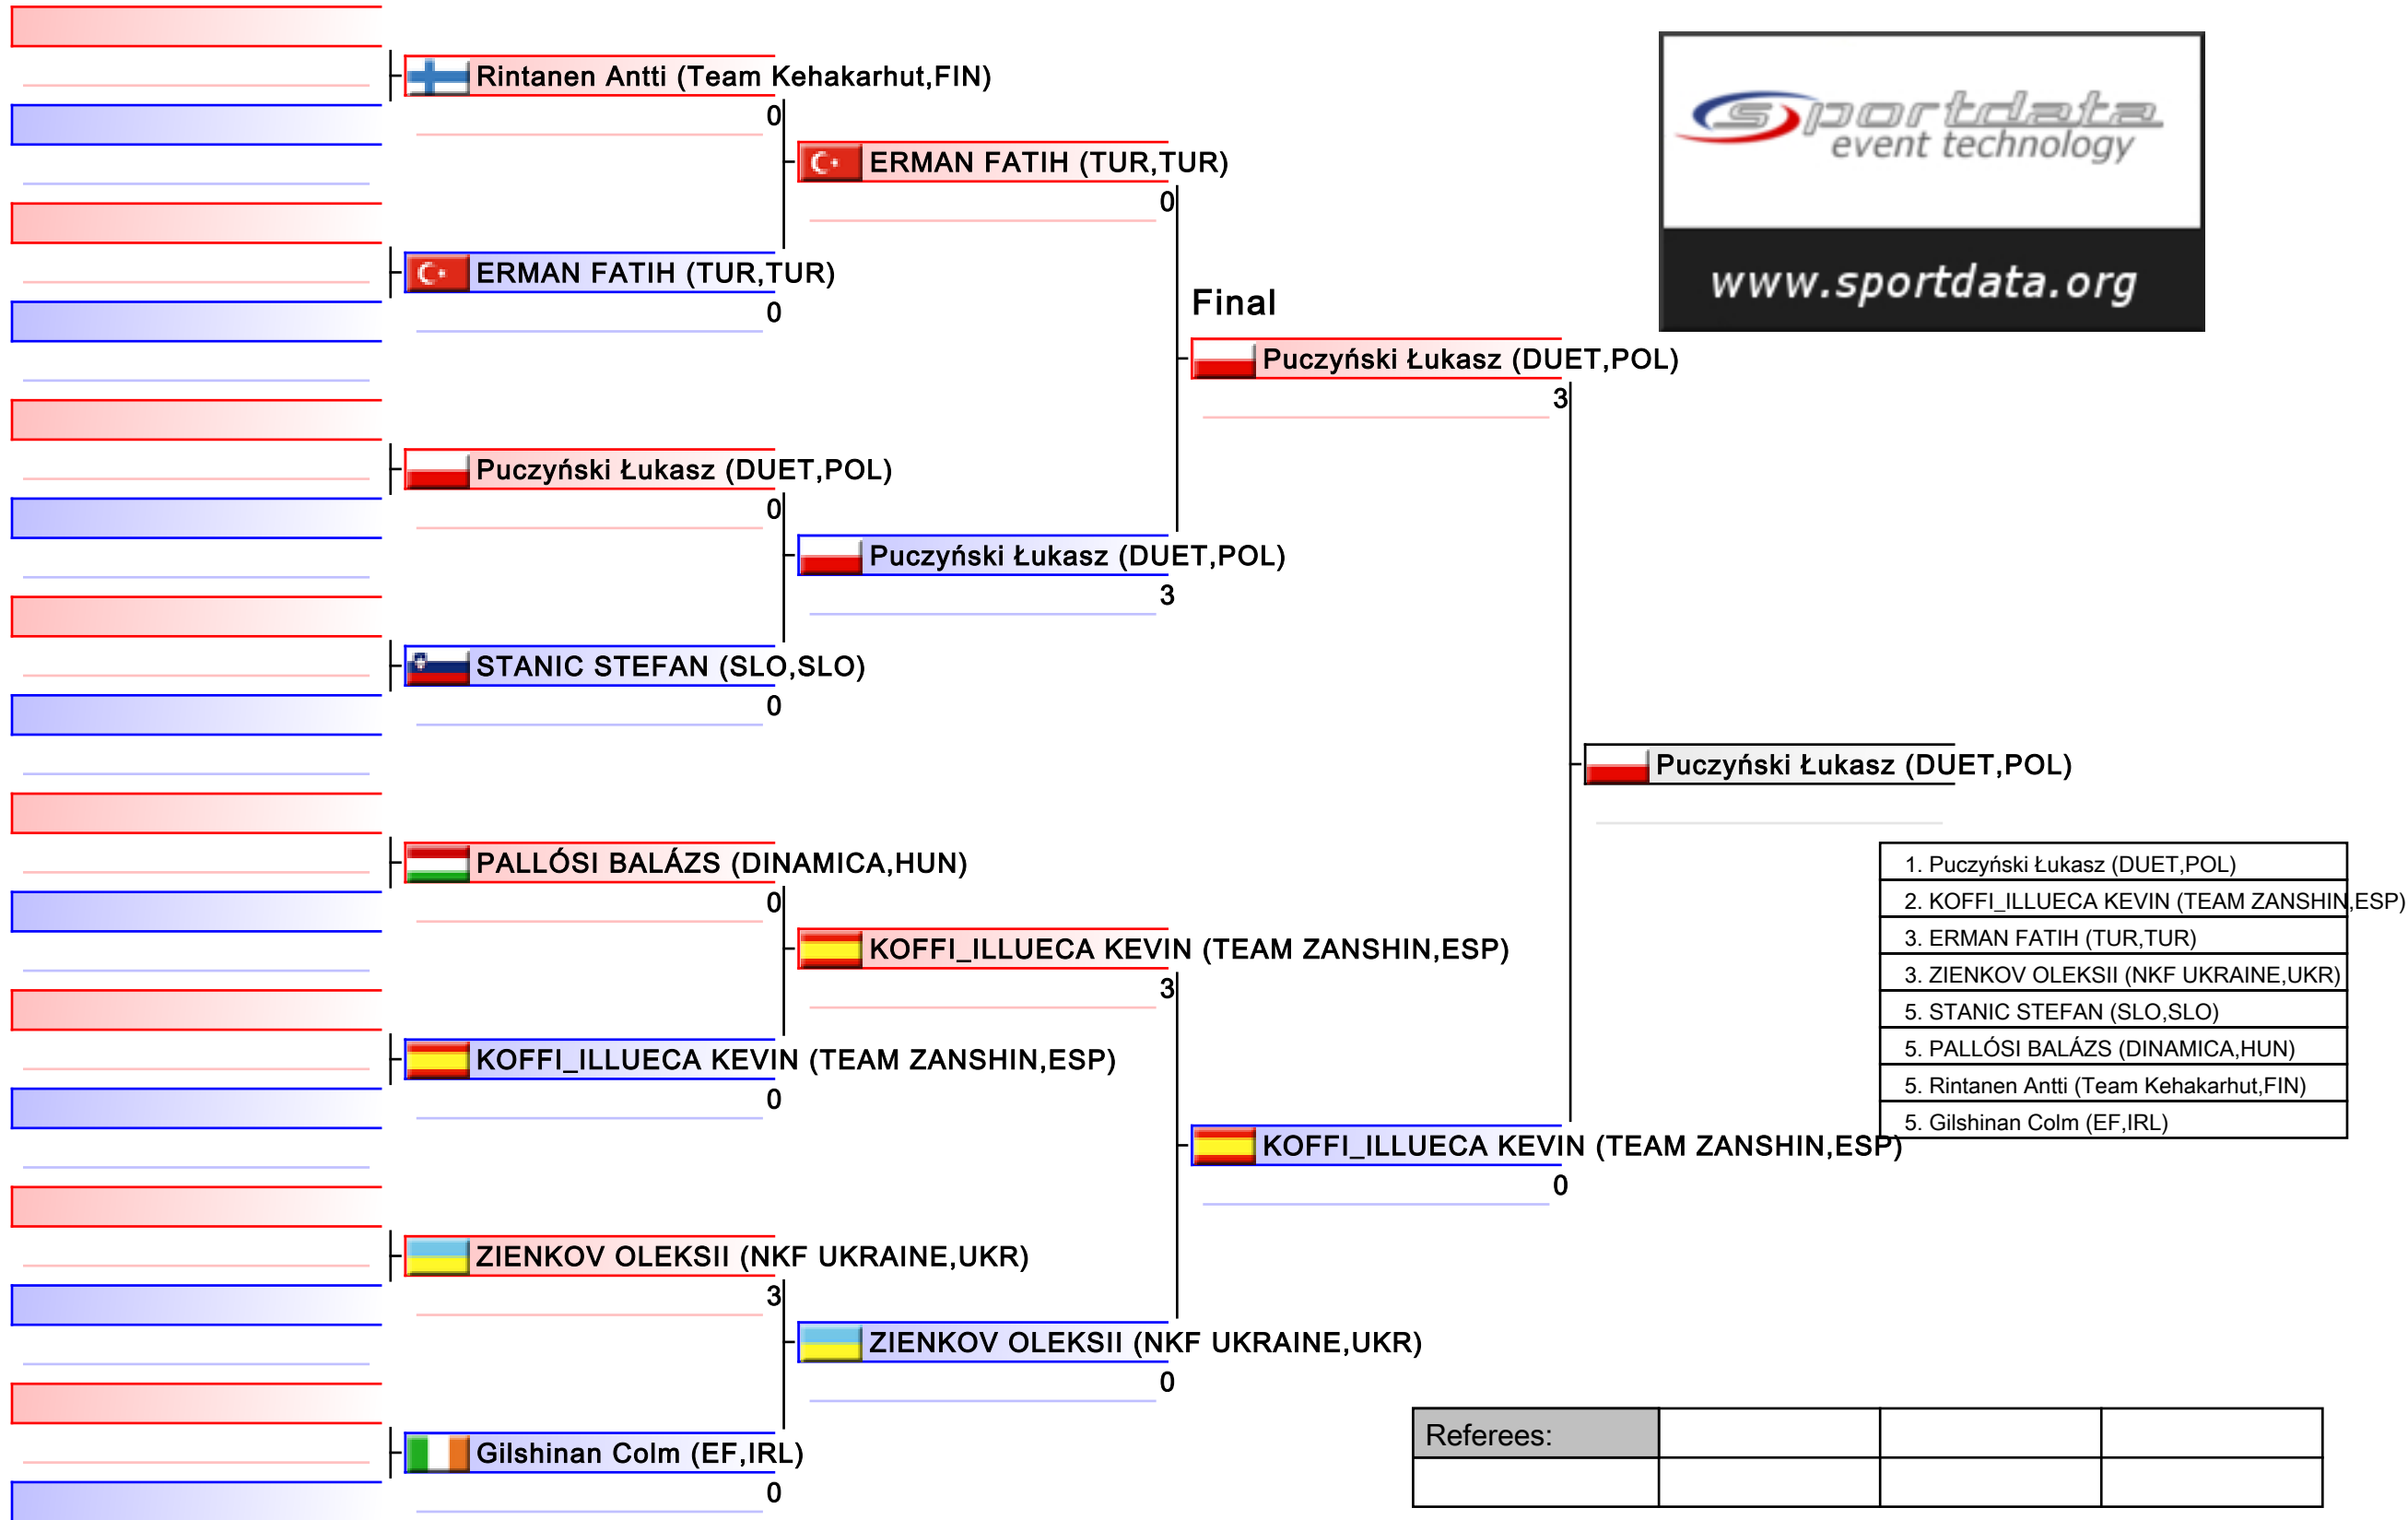 Rintanen Antti (Team Kehakarhut,FIN)
0
ERMAN FATIH (TUR,TUR)
0
ERMAN FATIH (TUR,TUR)
0
Puczyński Łukasz (DUET,POL)
0
Puczyński Łukasz (DUET,POL)
3
STANIC STEFAN (SLO,SLO)
0
Final
Puczyński Łukasz (DUET,POL)
3
sportdata
event technology
www.sportdata.org
Puczyński Łukasz (DUET,POL)
PALLÓSI BALÁZS (DINAMICA,HUN)
0
KOFFI_ILLUECA KEVIN (TEAM ZANSHIN,ESP)
3
KOFFI_ILLUECA KEVIN (TEAM ZANSHIN,ESP)
0
KOFFI_ILLUECA KEVIN (TEAM ZANSHIN,ESP)
0
ZIENKOV OLEKSII (NKF UKRAINE,UKR)
3
ZIENKOV OLEKSII (NKF UKRAINE,UKR)
0
Gilshinan Colm (EF,IRL)
0
1. Puczyński Łukasz (DUET,POL)
2. KOFFI_ILLUECA KEVIN (TEAM ZANSHIN,ESP)
3. ERMAN FATIH (TUR,TUR)
3. ZIENKOV OLEKSII (NKF UKRAINE,UKR)
5. STANIC STEFAN (SLO,SLO)
5. PALLÓSI BALÁZS (DINAMICA,HUN)
5. Rintanen Antti (Team Kehakarhut,FIN)
5. Gilshinan Colm (EF,IRL)
Referees: